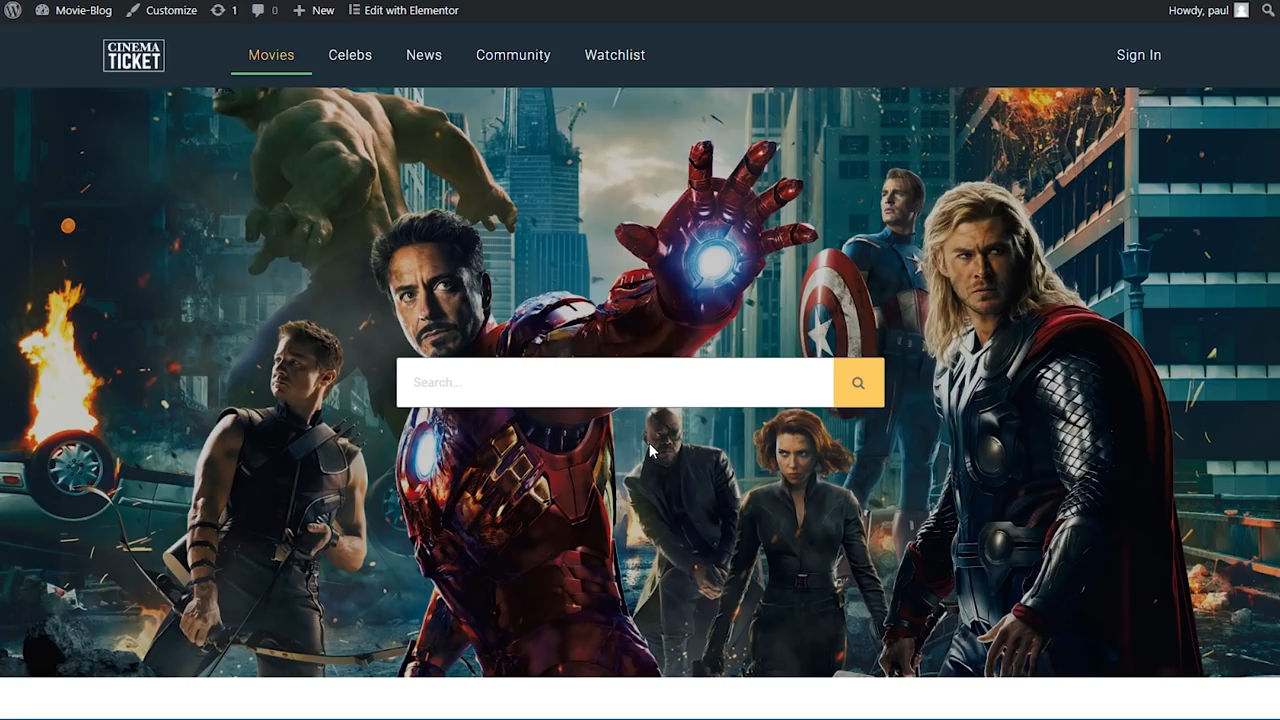 Movie-Blog Customize 1 0 New Edit with Elementor Howdy, paul
CINEMA
TICKET
Movies Celebs News Community Watchlist Sign In
Search...